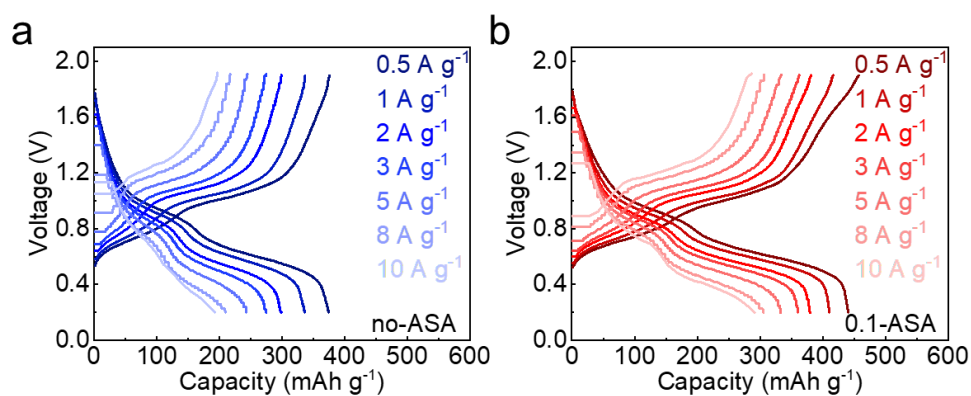 a
2.0
1.6
1.2
0.8
0.4
0.0
Voltage (V)
0.5 A g⁻¹
1 A g⁻¹
2 A g⁻¹
3 A g⁻¹
5 A g⁻¹
8 A g⁻¹
10 A g⁻¹
no-ASA
0 100 200 300 400 500 600
Capacity (mAh g⁻¹)
b
2.0
1.6
1.2
0.8
0.4
0.0
Voltage (V)
0.5 A g⁻¹
1 A g⁻¹
2 A g⁻¹
3 A g⁻¹
5 A g⁻¹
8 A g⁻¹
10 A g⁻¹
0.1-ASA
0 100 200 300 400 500 600
Capacity (mAh g⁻¹)